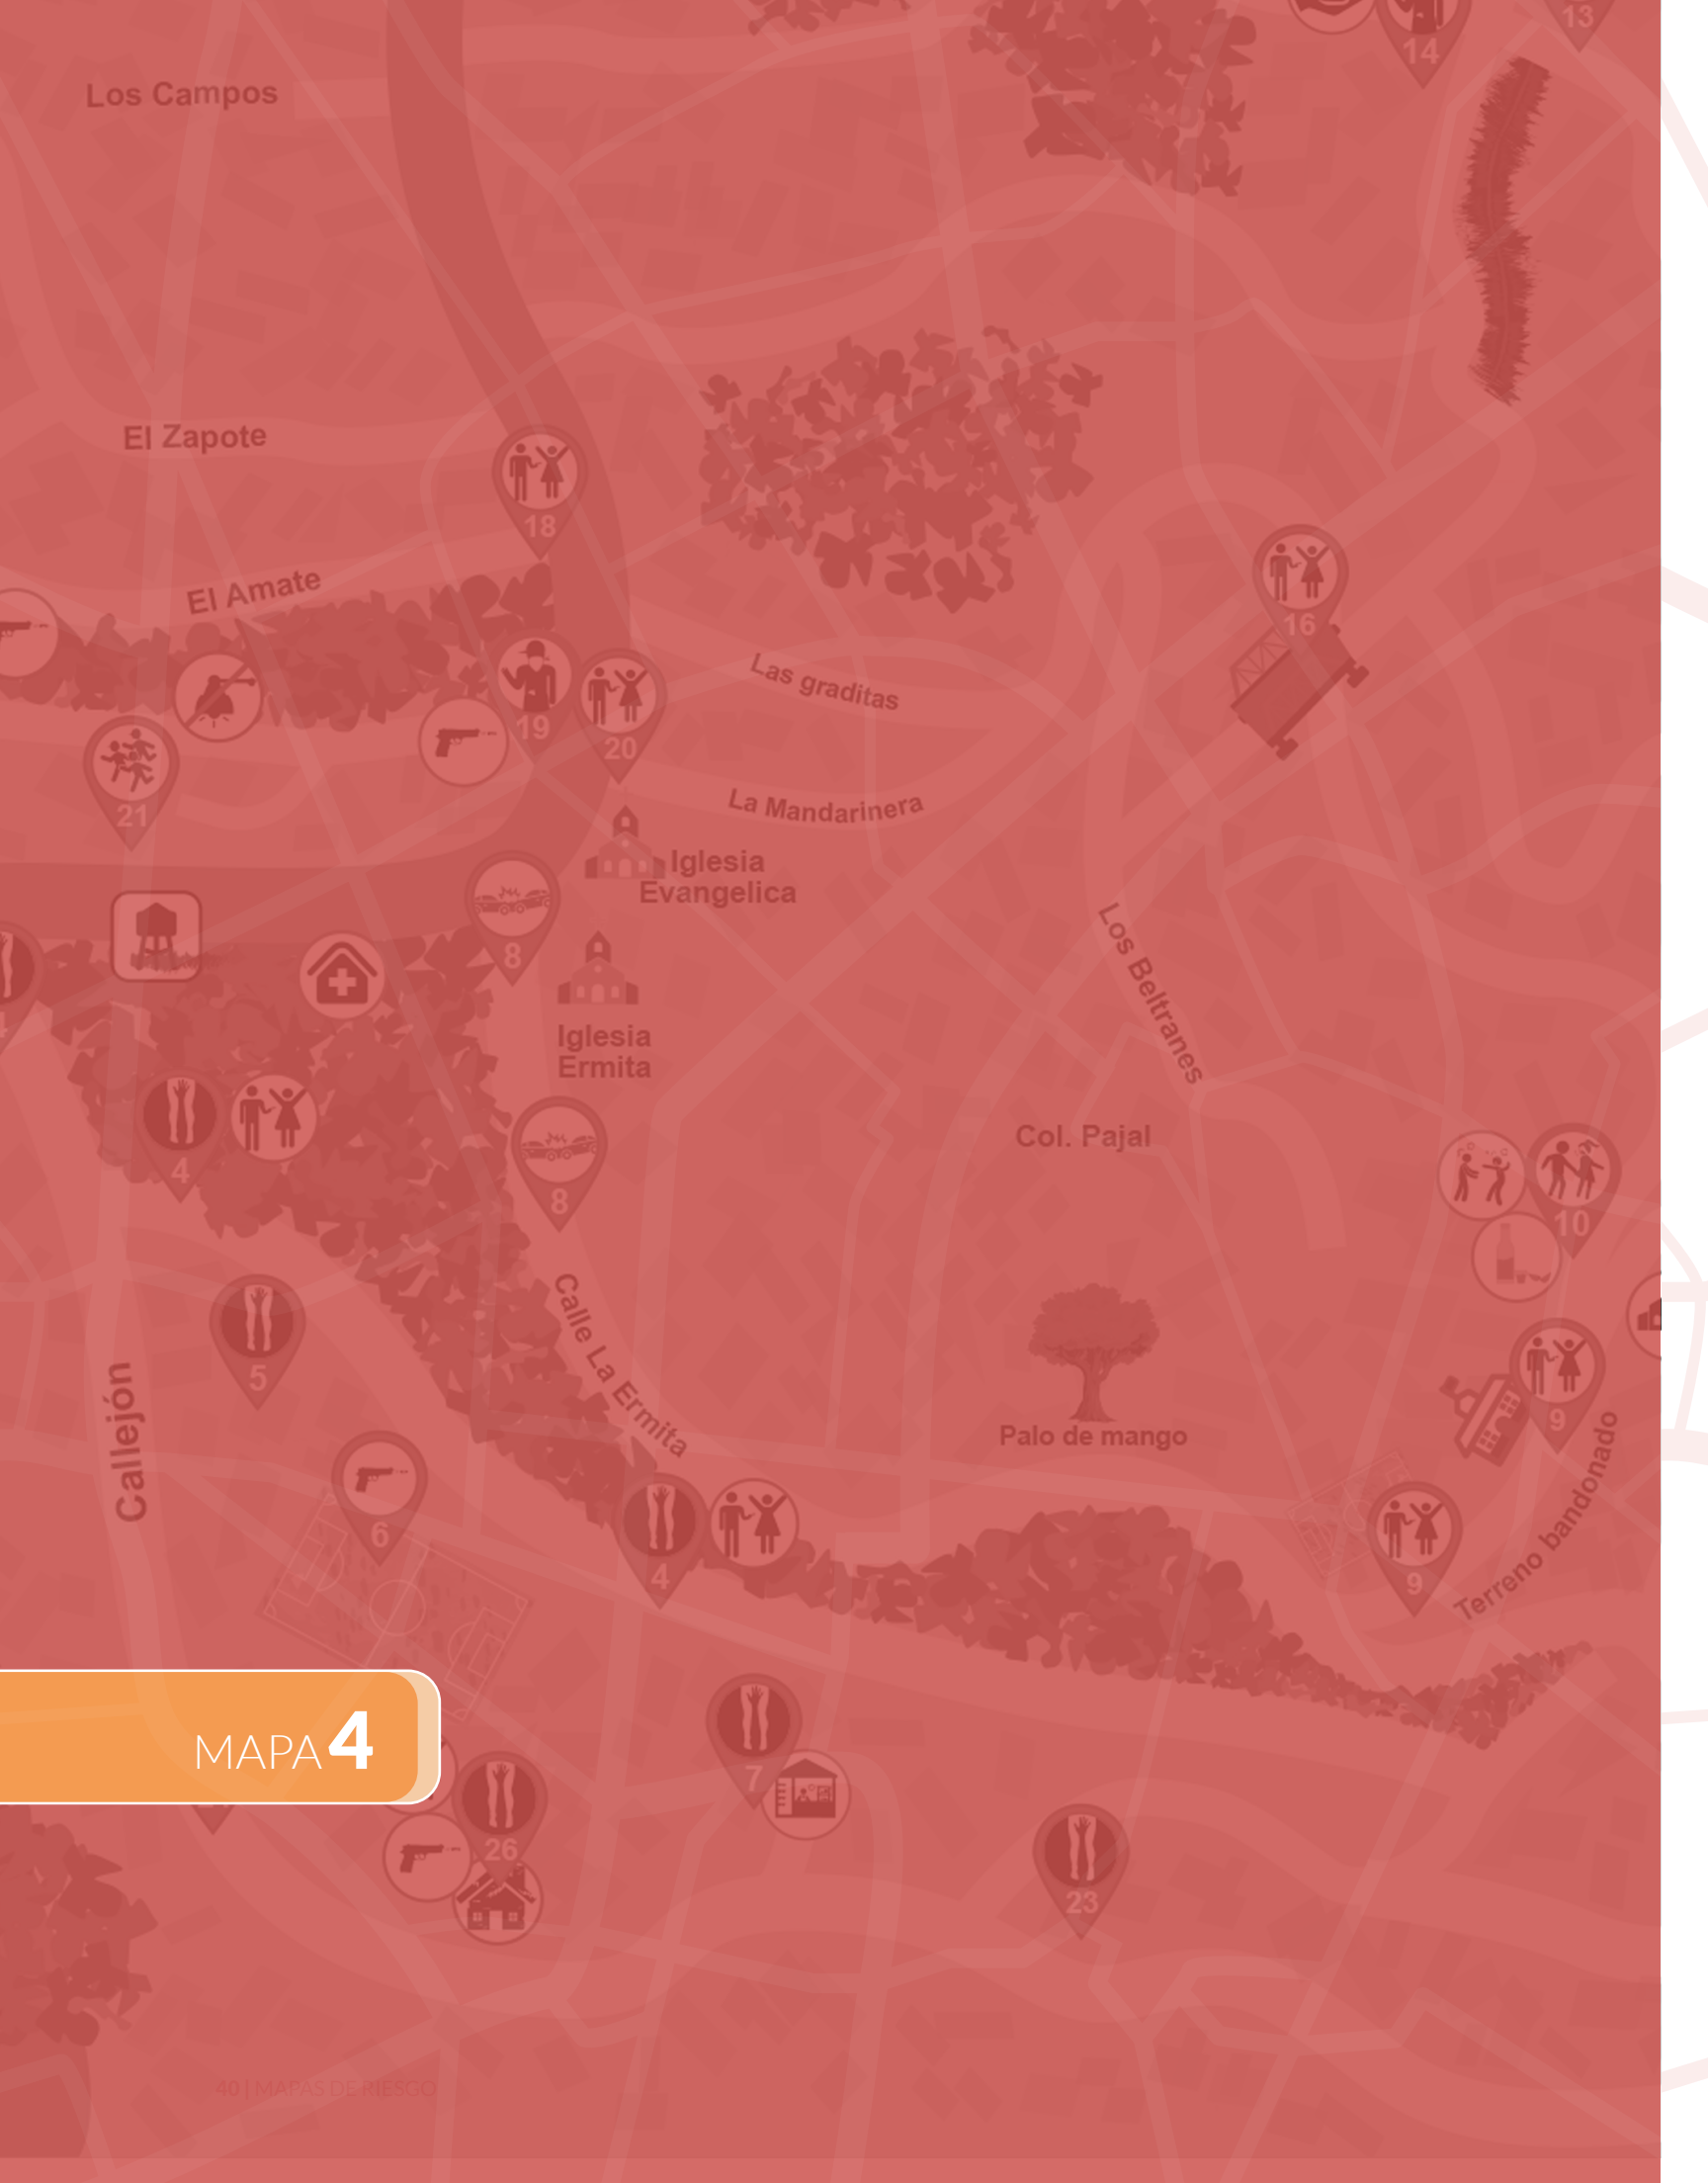 13
14
Los Campos
El Zapote
18
El Amate
16
Las graditas
19
20
La Mandarinera
21
Iglesia
Evangelica
8
Los Beltranes
Iglesia
Ermita
Col. Pajal
4
8
10
Calle La Ermita
5
Callejón
Palo de mango
9
Terreno bandonado
6
4
9
MAPA 4
7
26
23
40 | MAPAS DE RIESGO